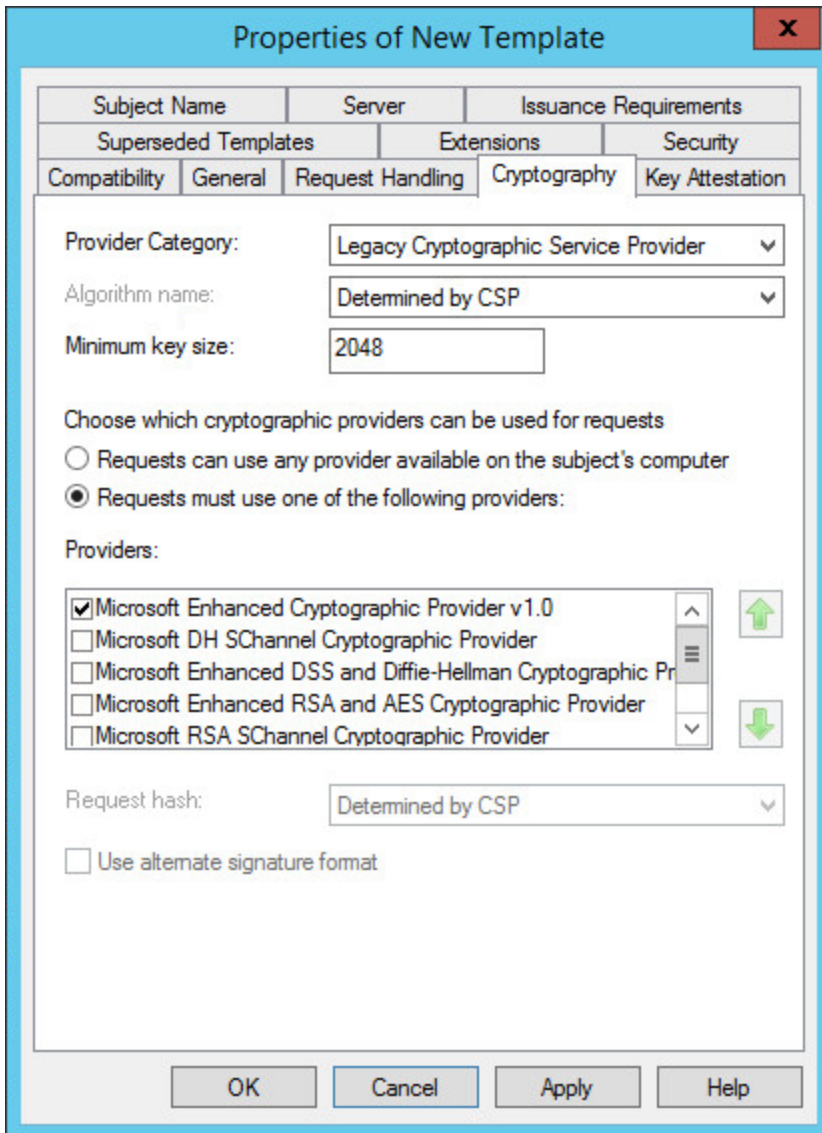 Properties of New Template
x
Subject Name Server Issuance Requirements
Superseded Templates Extensions Security
Compatibility General Request Handling Cryptography Key Attestation
Provider Category: Legacy Cryptographic Service Provider
Algorithm name: Determined by CSP
Minimum key size: 2048
Choose which cryptographic providers can be used for requests
Requests can use any provider available on the subject's computer
Requests must use one of the following providers:
Providers:
Microsoft Enhanced Cryptographic Provider v1.0
Microsoft DH SChannel Cryptographic Provider
Microsoft Enhanced DSS and Diffie-Hellman Cryptographic Pr
Microsoft Enhanced RSA and AES Cryptographic Provider
Microsoft RSA SChannel Cryptographic Provider
Request hash: Determined by CSP
Use alternate signature format
OK Cancel Apply Help